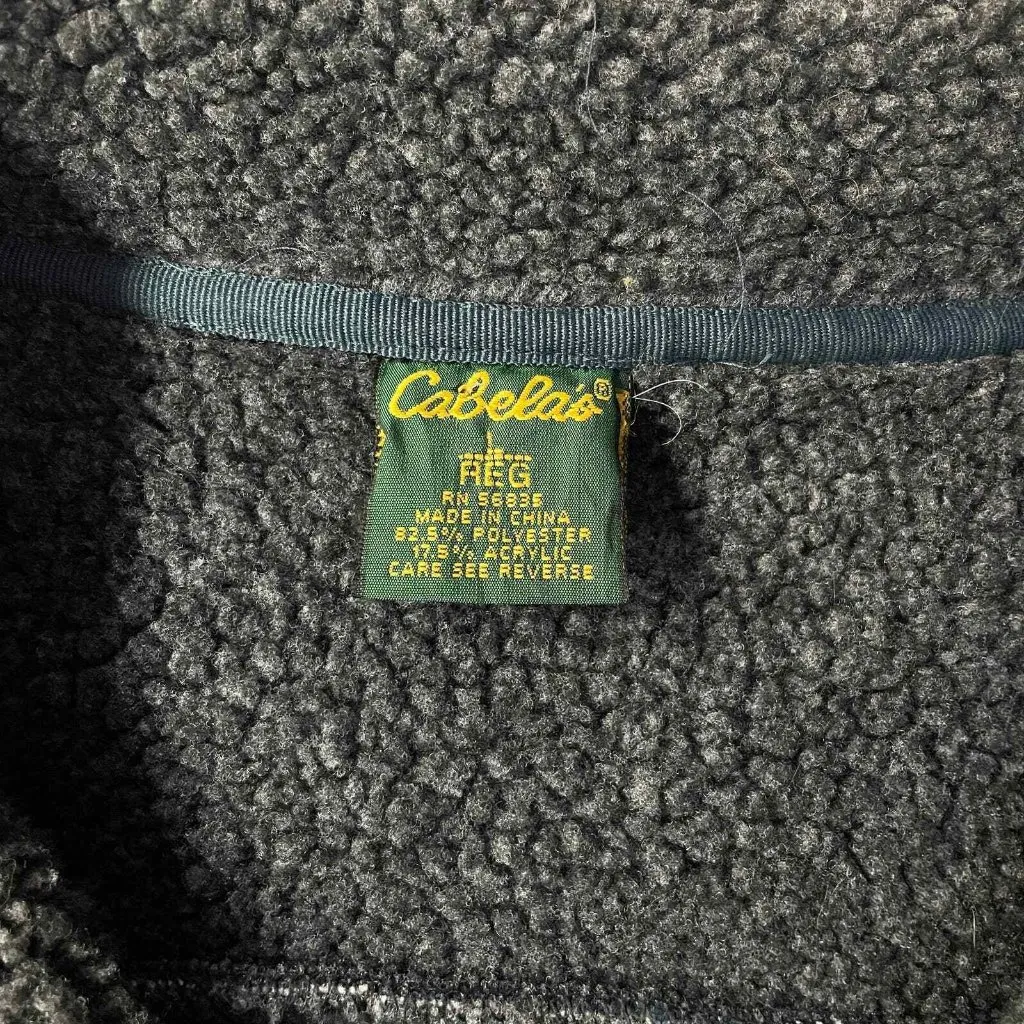 Cabela's®
L
REG
RN 56835
MADE IN CHINA
82.5% POLYESTER
17.5% ACRYLIC
CARE SEE REVERSE